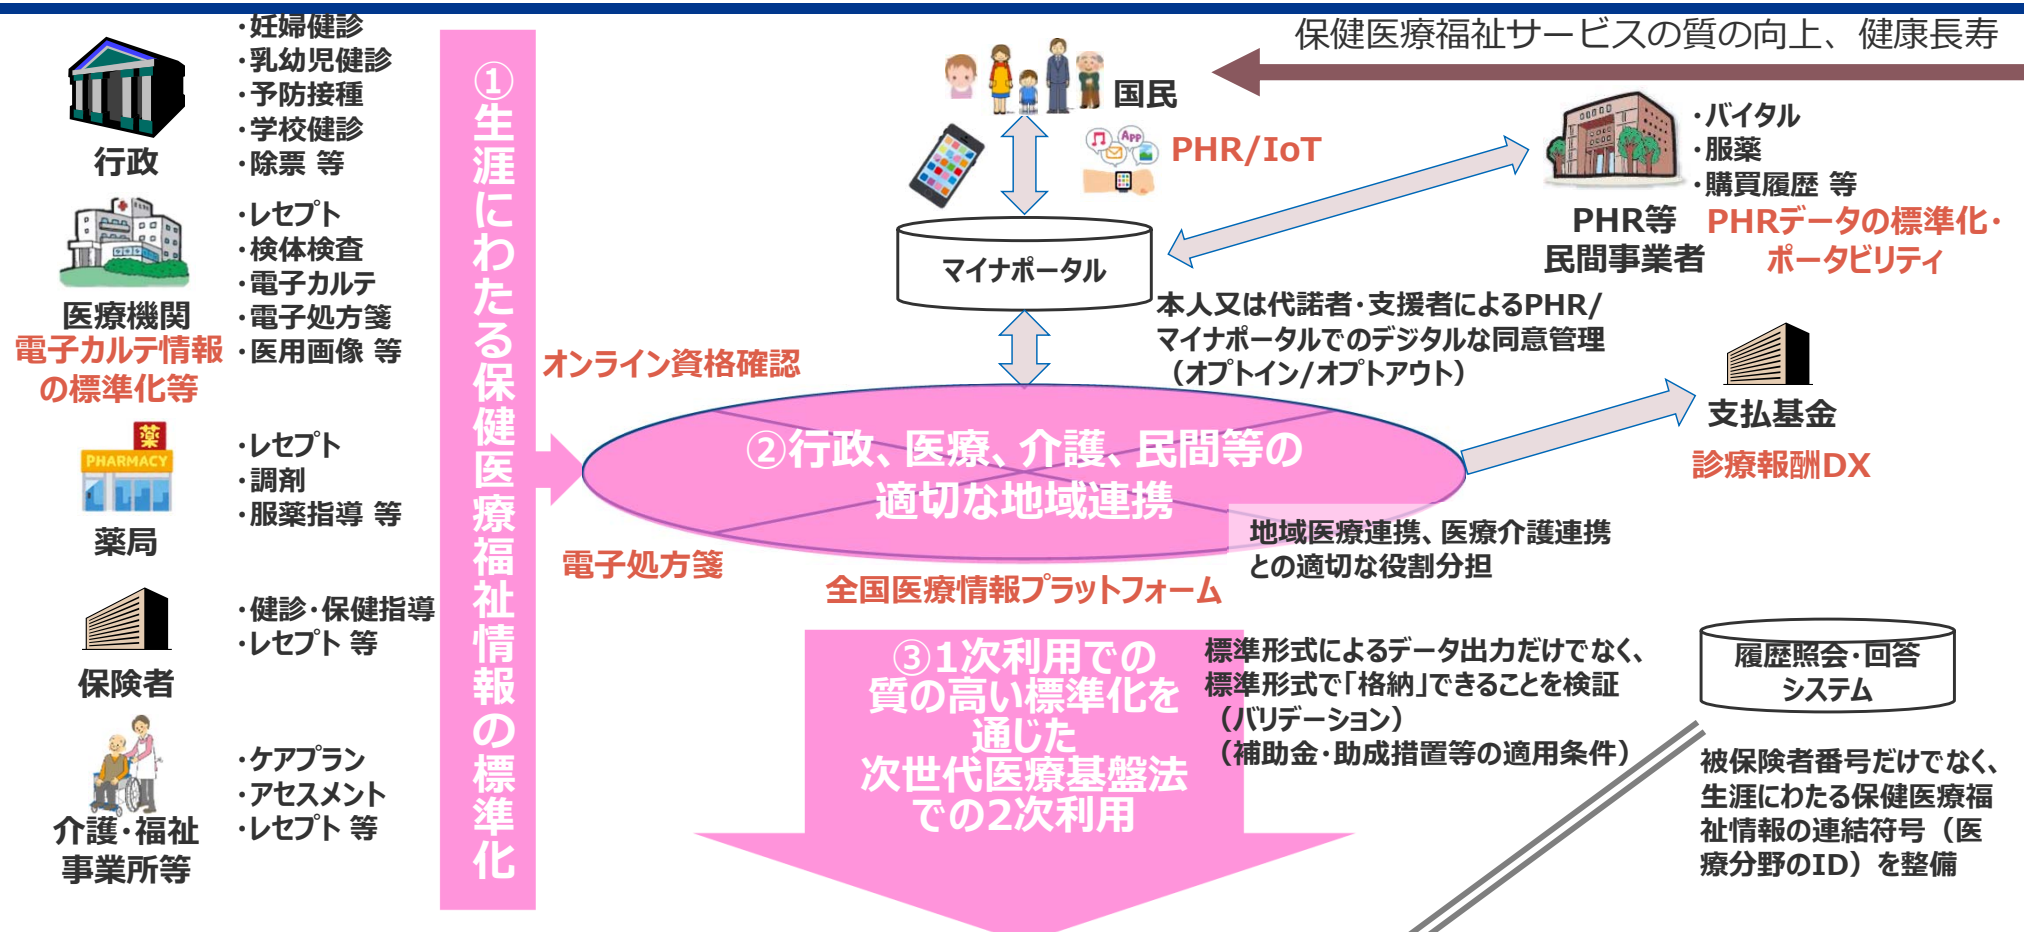 保健医療福祉サービスの質の向上、健康長寿
・妊婦健診
・乳幼児健診
・予防接種
・学校健診
・除票 等
行政
・レセプト
・検体検査
・電子カルテ
・電子処方箋
・医用画像 等
医療機関
電子カルテ情報
の標準化等
薬
PHARMACY
・レセプト
・調剤
・服薬指導 等
薬局
・健診・保健指導
・レセプト 等
保険者
・ケアプラン
・アセスメント
・レセプト 等
介護・福祉
事業所等
①生涯にわたる保健医療福祉情報の標準化
国民
App
PHR/IoT
マイナポータル
・バイタル
・服薬
・購買履歴 等
PHR等
民間事業者
PHRデータの標準化・
ポータビリティ
本人又は代諾者・支援者によるPHR/
マイナポータルでのデジタルな同意管理
（オプトイン/オプトアウト）
オンライン資格確認
②行政、医療、介護、民間等の
適切な地域連携
支払基金
診療報酬DX
電子処方箋
全国医療情報プラットフォーム
地域医療連携、医療介護連携
との適切な役割分担
③1次利用での
質の高い標準化を
通じた
次世代医療基盤法
での2次利用
標準形式によるデータ出力だけでなく、
標準形式で「格納」できることを検証
（バリデーション）
（補助金・助成措置等の適用条件）
履歴照会・回答
システム
被保険者番号だけでなく、
生涯にわたる保健医療福
祉情報の連結符号（医
療分野のID）を整備